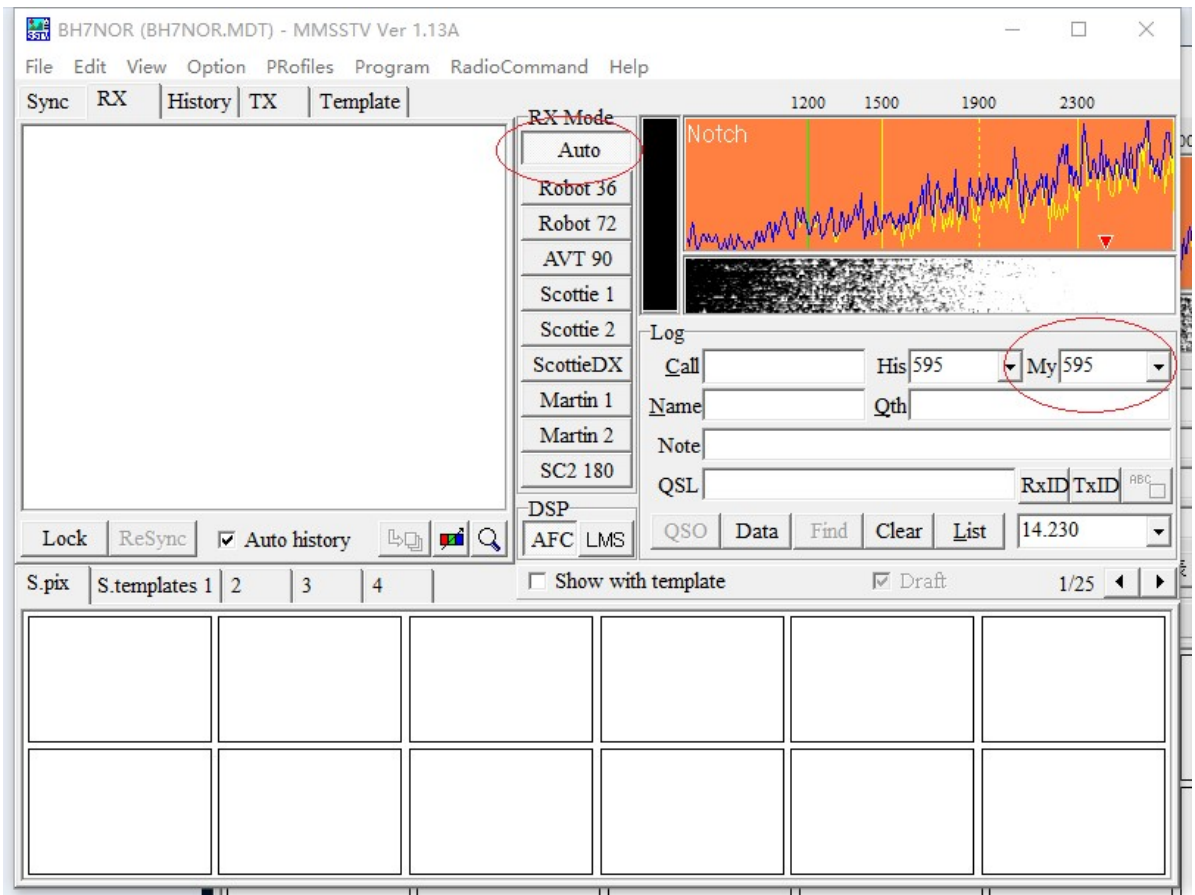 BH7NOR (BH7NOR.MDT) - MMSSTV Ver 1.13A
File Edit View Option PRofiles Program RadioCommand Help
Sync RX History TX Template
RX Mode
Auto
Robot 36
Robot 72
AVT 90
Scottie 1
Scottie 2
ScottieDX
Martin 1
Martin 2
SC2 180
DSP
AFC LMS
1200 1500 1900 2300
Notch
Log
Call His 595 My 595
Name Qth
Note
QSL RxID TxID ABC
QSO Data Find Clear List 14.230
Lock ReSync Auto history
Show with template Draft 1/25
S.pix S.templates 1 2 3 4